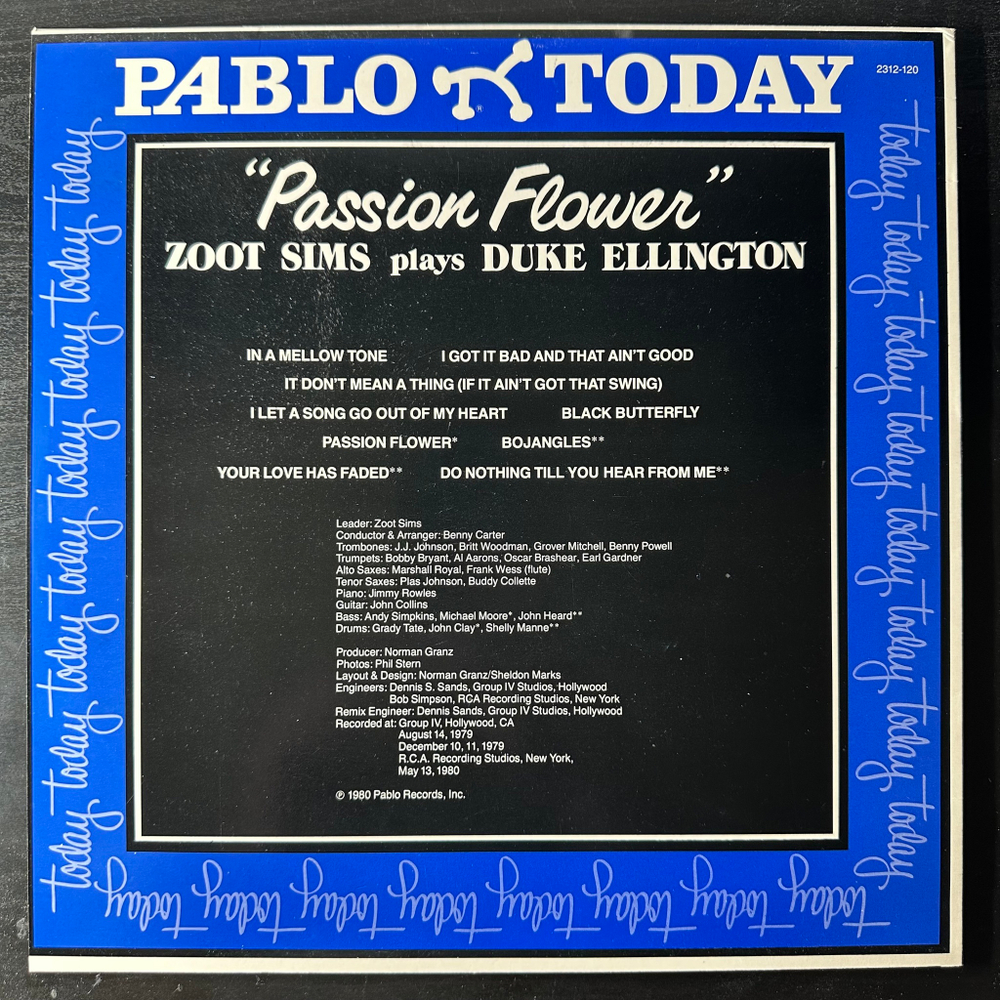 PABLO TODAY
2312-120
"Passion Flower"
ZOOT SIMS plays DUKE ELLINGTON
IN A MELLOW TONE I GOT IT BAD AND THAT AIN'T GOOD
IT DON'T MEAN A THING (IF IT AIN'T GOT THAT SWING)
I LET A SONG GO OUT OF MY HEART BLACK BUTTERFLY
PASSION FLOWER* BOJANGLES**
YOUR LOVE HAS FADED** DO NOTHING TILL YOU HEAR FROM ME**
Leader: Zoot Sims
Conductor & Arranger: Benny Carter
Trombones: J.J. Johnson, Britt Woodman, Grover Mitchell, Benny Powell
Trumpets: Bobby Bryant, Al Aarons, Oscar Brashear, Earl Gardner
Alto Saxes: Marshall Royal, Frank Wess (flute)
Tenor Saxes: Plas Johnson, Buddy Collette
Piano: Jimmy Rowles
Guitar: John Collins
Bass: Andy Simpkins, Michael Moore*, John Heard**
Drums: Grady Tate, John Clay*, Shelly Manne**
Producer: Norman Granz
Photos: Phil Stern
Layout & Design: Norman Granz/Sheldon Marks
Engineers: Dennis S. Sands, Group IV Studios, Hollywood
Bob Simpson, RCA Recording Studios, New York
Remix Engineer: Dennis Sands, Group IV Studios, Hollywood
Recorded at: Group IV, Hollywood, CA
August 14, 1979
December 10, 11, 1979
R.C.A. Recording Studios, New York,
May 13, 1980
℗ 1980 Pablo Records, Inc.
today today today today today today today today
today today today today today today today today
today today today today today today today today